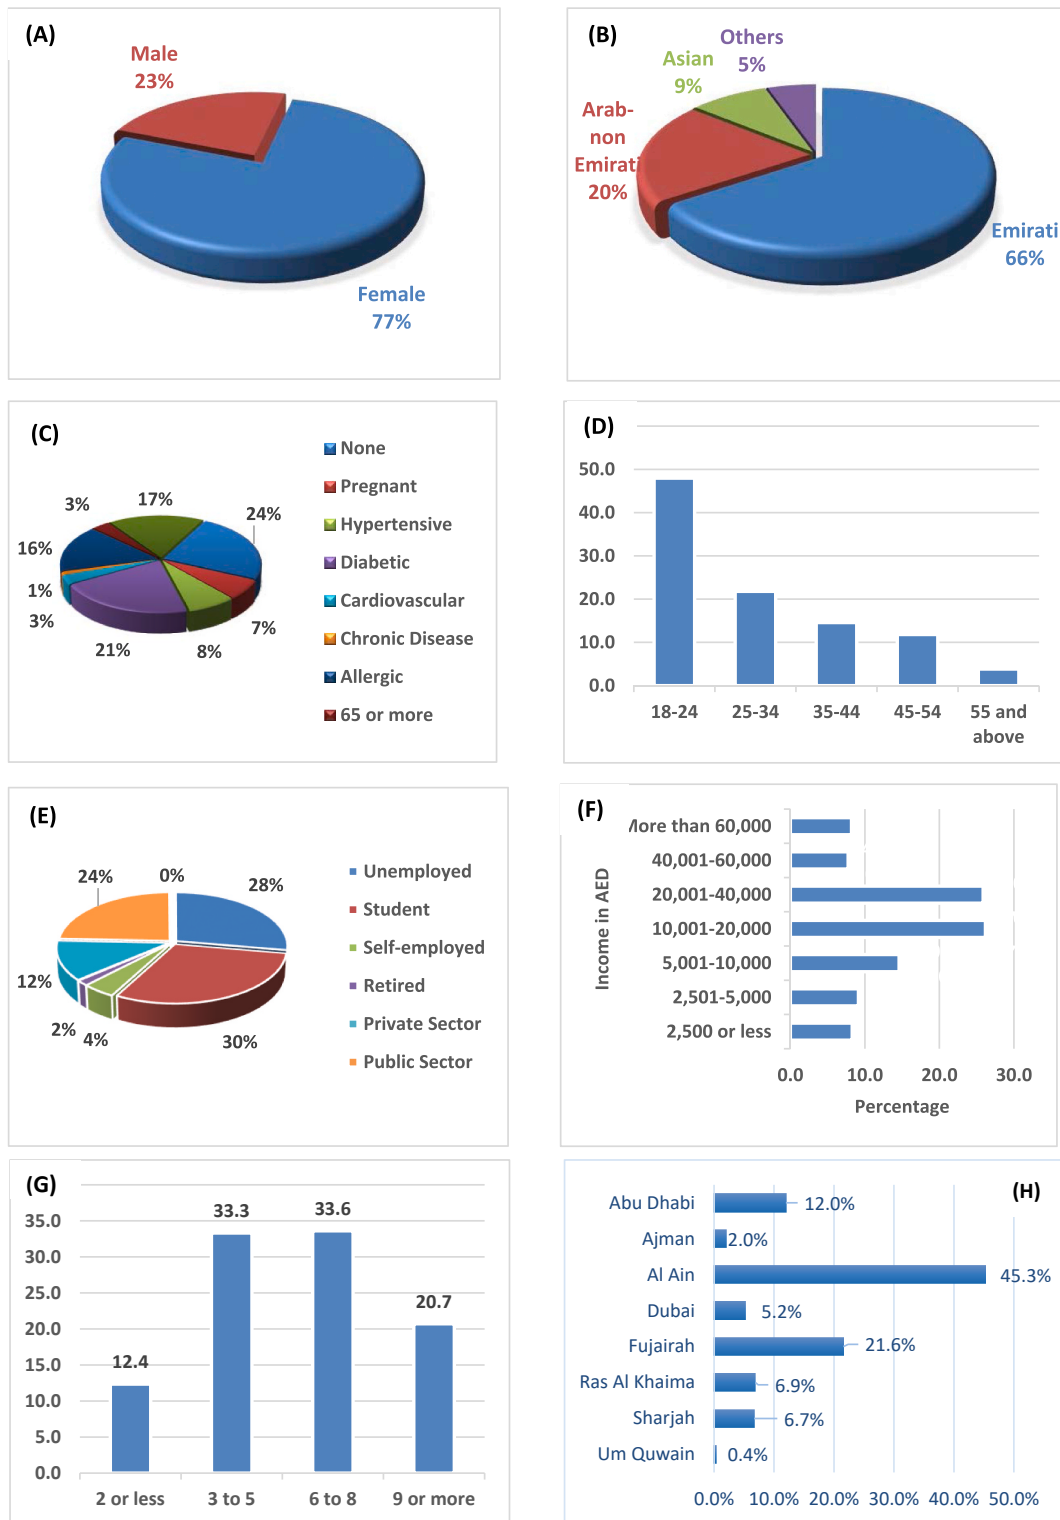 (A)
Male
23%
Female
77%
(B)
Others
5%
Asian
9%
Arab-
non
Emirati
20%
Emirati
66%
(C)
3%
17%
24%
16%
1%
3%
21%
8%
7%
None
Pregnant
Hypertensive
Diabetic
Cardiovascular
Chronic Disease
Allergic
65 or more
(D)
50.0
40.0
30.0
20.0
10.0
0.0
18-24
25-34
35-44
45-54
55 and
above
(E)
24%
0%
28%
12%
2%
4%
30%
Unemployed
Student
Self-employed
Retired
Private Sector
Public Sector
(F)
Income in AED
More than 60,000
40,001-60,000
20,001-40,000
10,001-20,000
5,001-10,000
2,501-5,000
2,500 or less
0.0 10.0 20.0 30.0
Percentage
(G)
35.0
30.0
25.0
20.0
15.0
10.0
5.0
0.0
12.4
33.3
33.6
20.7
2 or less
3 to 5
6 to 8
9 or more
(H)
Abu Dhabi 12.0%
Ajman 2.0%
Al Ain 45.3%
Dubai 5.2%
Fujairah 21.6%
Ras Al Khaima 6.9%
Sharjah 6.7%
Um Quwain 0.4%
0.0% 10.0% 20.0% 30.0% 40.0% 50.0%